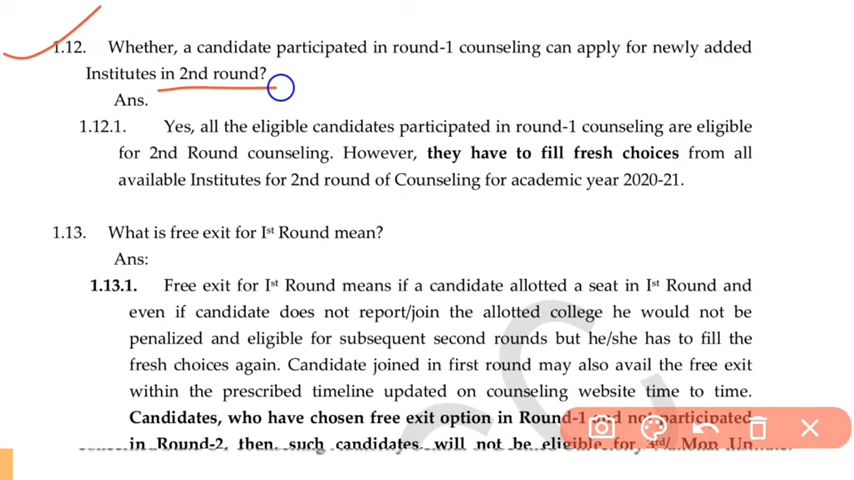 1.12. Whether, a candidate participated in round-1 counseling can apply for newly added
Institutes in 2nd round?
Ans.
1.12.1. Yes, all the eligible candidates participated in round-1 counseling are eligible
for 2nd Round counseling. However, they have to fill fresh choices from all
available Institutes for 2nd round of Counseling for academic year 2020-21.
1.13. What is free exit for Ist Round mean?
Ans:
1.13.1. Free exit for Ist Round means if a candidate allotted a seat in Ist Round and
even if candidate does not report/join the allotted college he would not be
penalized and eligible for subsequent second rounds but he/she has to fill the
fresh choices again. Candidate joined in first round may also avail the free exit
within the prescribed timeline updated on counseling website time to time.
Candidates, who have chosen free exit option in Round-1 and not participated
in Round-2, then, such candidates, will not be eligible for 3rd/ Mop Up